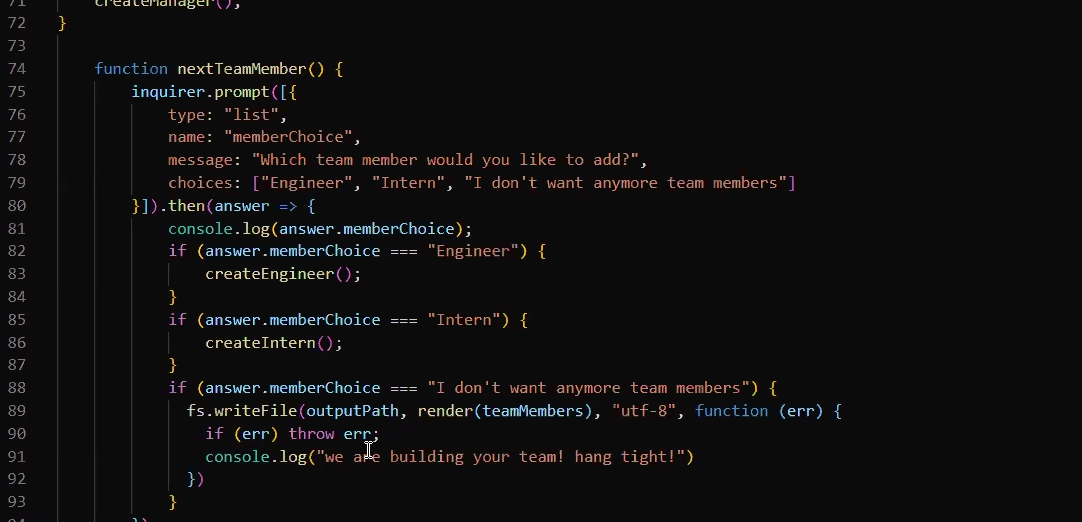 71 createManager();
72 }
73
74 function nextTeamMember() {
75 inquirer.prompt([{
76 type: "list",
77 name: "memberChoice",
78 message: "Which team member would you like to add?",
79 choices: ["Engineer", "Intern", "I don't want anymore team members"]
80 }]).then(answer => {
81 console.log(answer.memberChoice);
82 if (answer.memberChoice === "Engineer") {
83 createEngineer();
84 }
85 if (answer.memberChoice === "Intern") {
86 createIntern();
87 }
88 if (answer.memberChoice === "I don't want anymore team members") {
89 fs.writeFile(outputPath, render(teamMembers), "utf-8", function (err) {
90 if (err) throw err;
91 console.log("we are building your team! hang tight!")
92 })
93 }
94 })